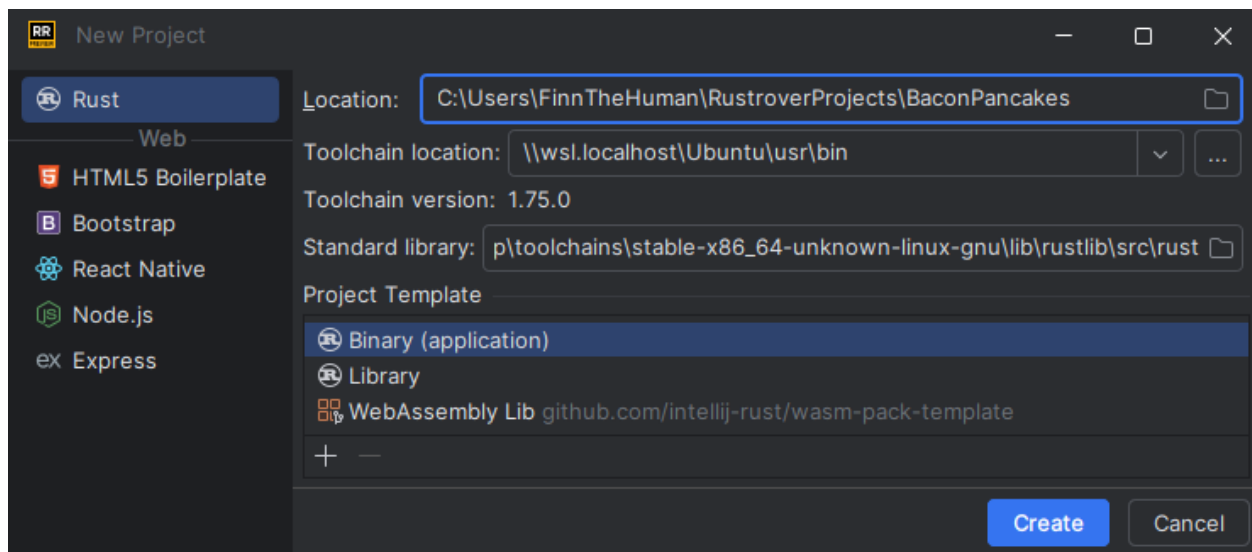 RR
PREVIEW
New Project
Rust
Web
HTML5 Boilerplate
Bootstrap
React Native
Node.js
ex Express
Location: C:\Users\FinnTheHuman\RustroverProjects\BaconPancakes
Toolchain location: \\wsl.localhost\Ubuntu\usr\bin
...
Toolchain version: 1.75.0
Standard library: p\toolchains\stable-x86_64-unknown-linux-gnu\lib\rustlib\src\rust
Project Template
Binary (application)
Library
WebAssembly Lib github.com/intellij-rust/wasm-pack-template
Create
Cancel